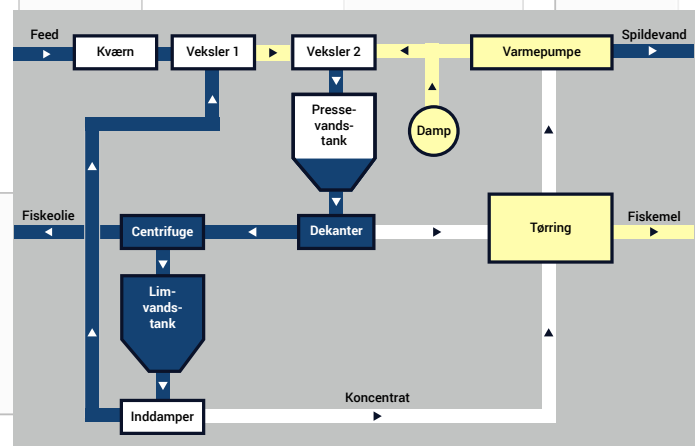 Feed
Spildevand
Kværn
Veksler 1
Veksler 2
Varmepumpe
Presse-
vands-
tank
Damp
Fiskeolie
Fiskemel
Centrifuge
Dekanter
Tørring
Lim-
vands-
tank
Koncentrat
Inddamper